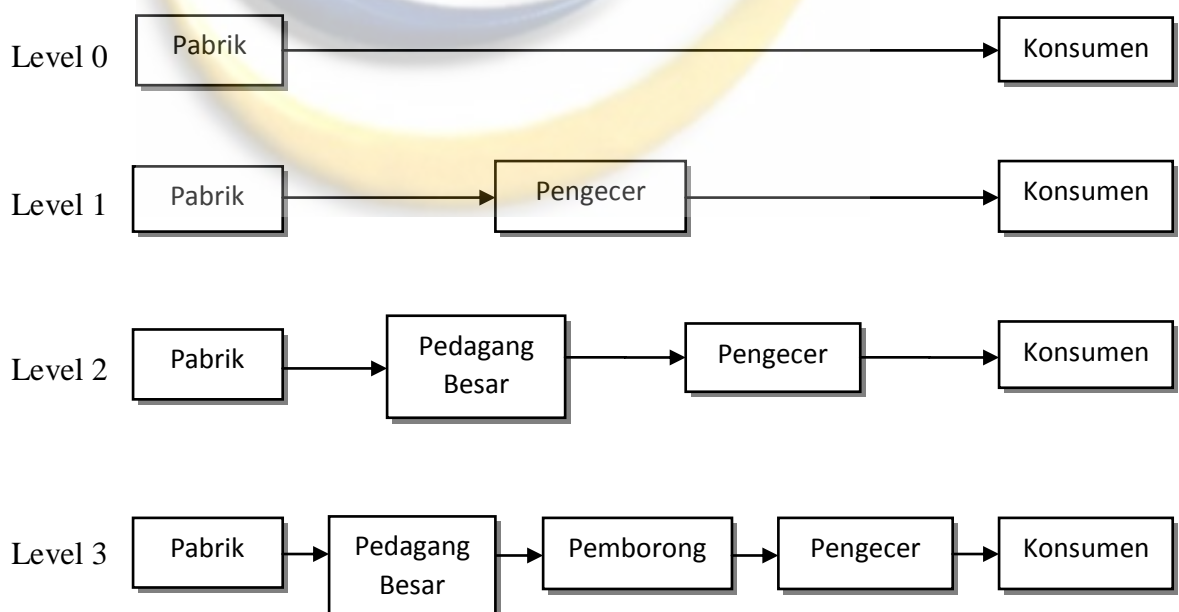 Level 0
Pabrik
Konsumen
Level 1
Pabrik
Pengecer
Konsumen
Level 2
Pabrik
Pedagang
Besar
Pengecer
Konsumen
Level 3
Pabrik
Pedagang
Besar
Pemborong
Pengecer
Konsumen